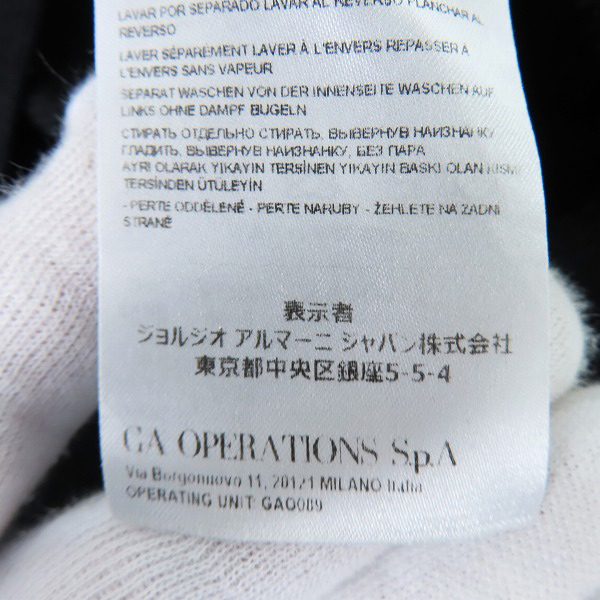 LAVAR POR SEPARADO LAVAR AL REVERSO PLANCHAR AL
REVERSO
LAVER SÉPARÉMENT LAVER À L'ENVERS REPASSER À
L'ENVERS SANS VAPEUR
SEPARAT WASCHEN VON DER INNENSEITE WASCHEN AUF
LINKS OHNE DAMPF BUGELN
СТИРАТЬ ОТДЕЛЬНО СТИРАТЬ, ВЫВЕРНУВ НАИЗНАНКУ
ГЛАДИТЬ, ВЫВЕРНУВ НАИЗНАНКУ, БЕЗ ПАРА
AYRI OLARAK YIKAYIN TERSİNEN YIKAYIN BASKI OLAN KISMI
TERSİNDEN ÜTÜLEYİN
- PERTE ODDĚLENĚ - PERTE NARUBY - ŽEHLETE NA ZADNÍ
STRANĚ
表示者
ジョルジオ アルマーニ ジャパン株式会社
東京都中央区銀座5-5-4
GA OPERATIONS S.p.A
Via Borgonuovo 11, 20121 MILANO Italia
OPERATING UNIT: GAO089